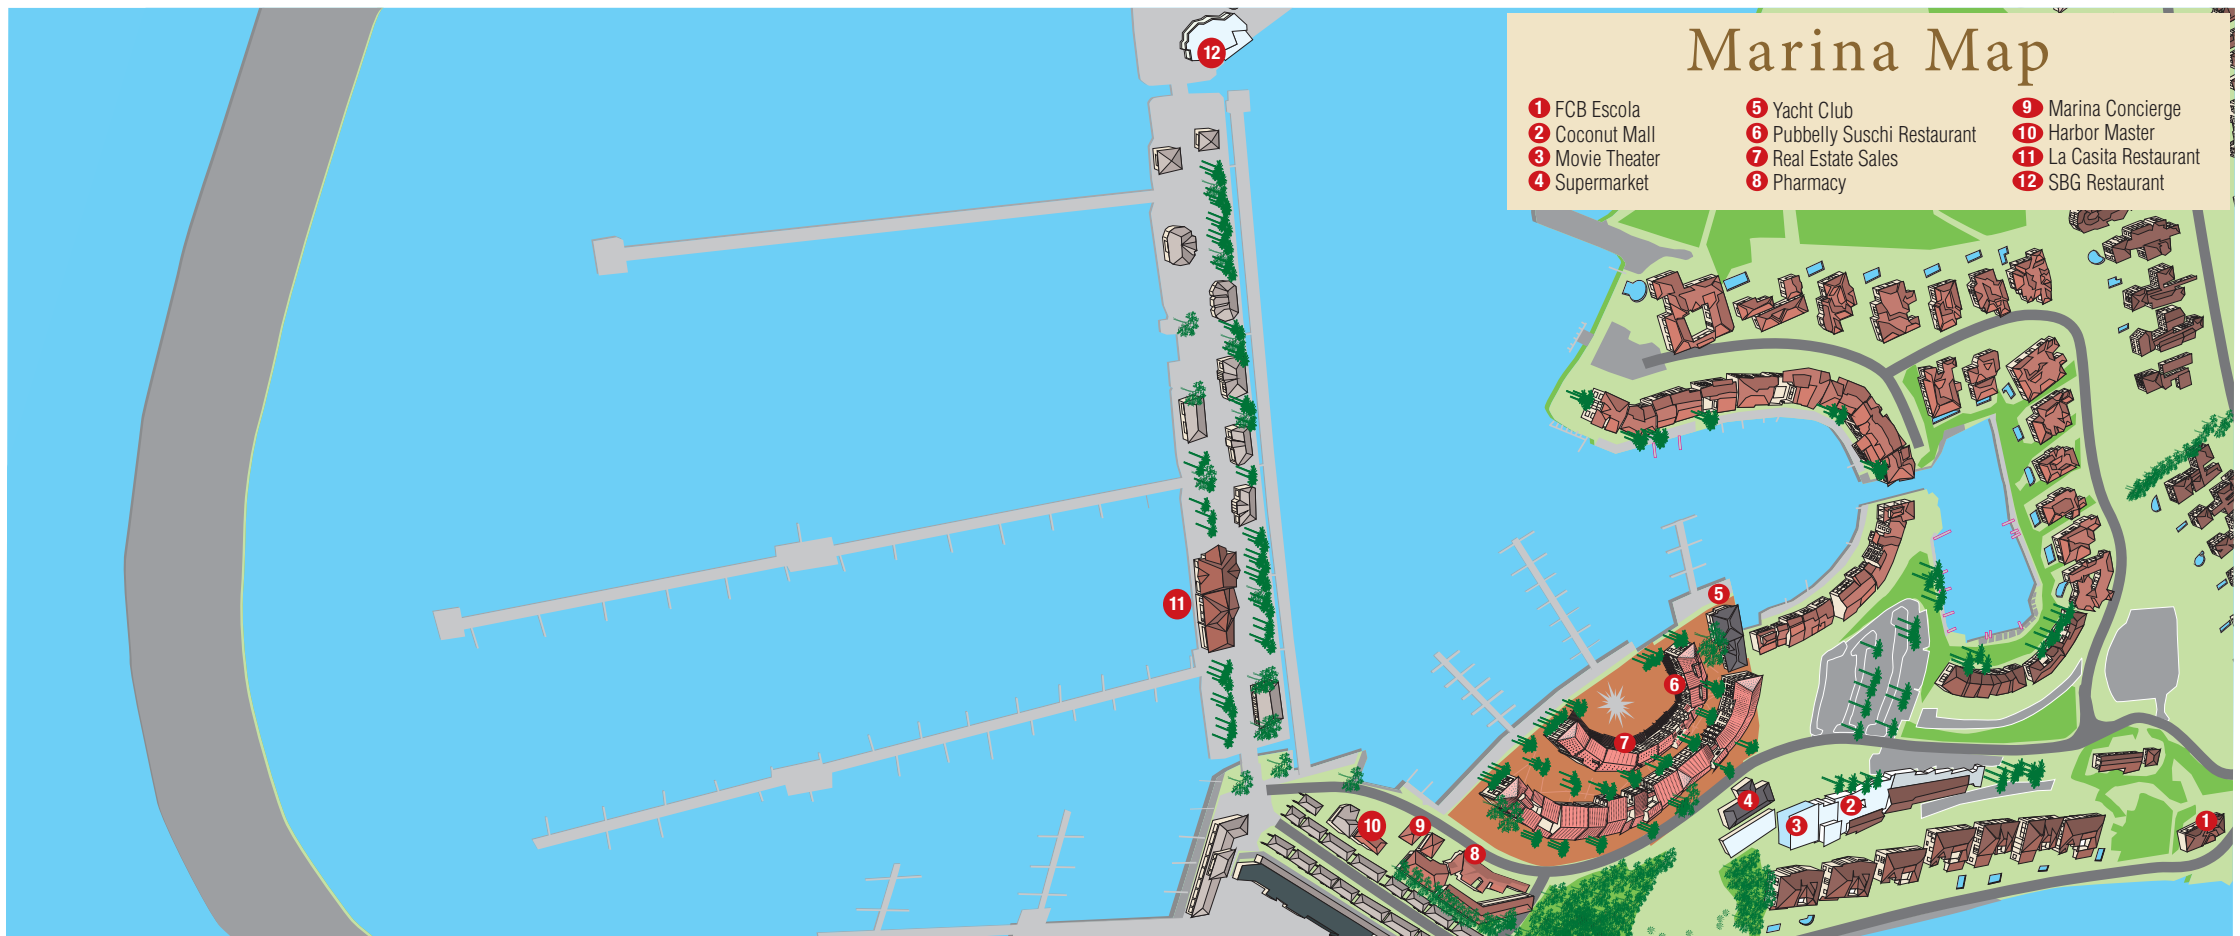 Marina Map
1 FCB Escola
2 Coconut Mall
3 Movie Theater
4 Supermarket
5 Yacht Club
6 Pubbelly Suschi Restaurant
7 Real Estate Sales
8 Pharmacy
9 Marina Concierge
10 Harbor Master
11 La Casita Restaurant
12 SBG Restaurant
12
11
5
6
7
4
2
3
1
10
9
8